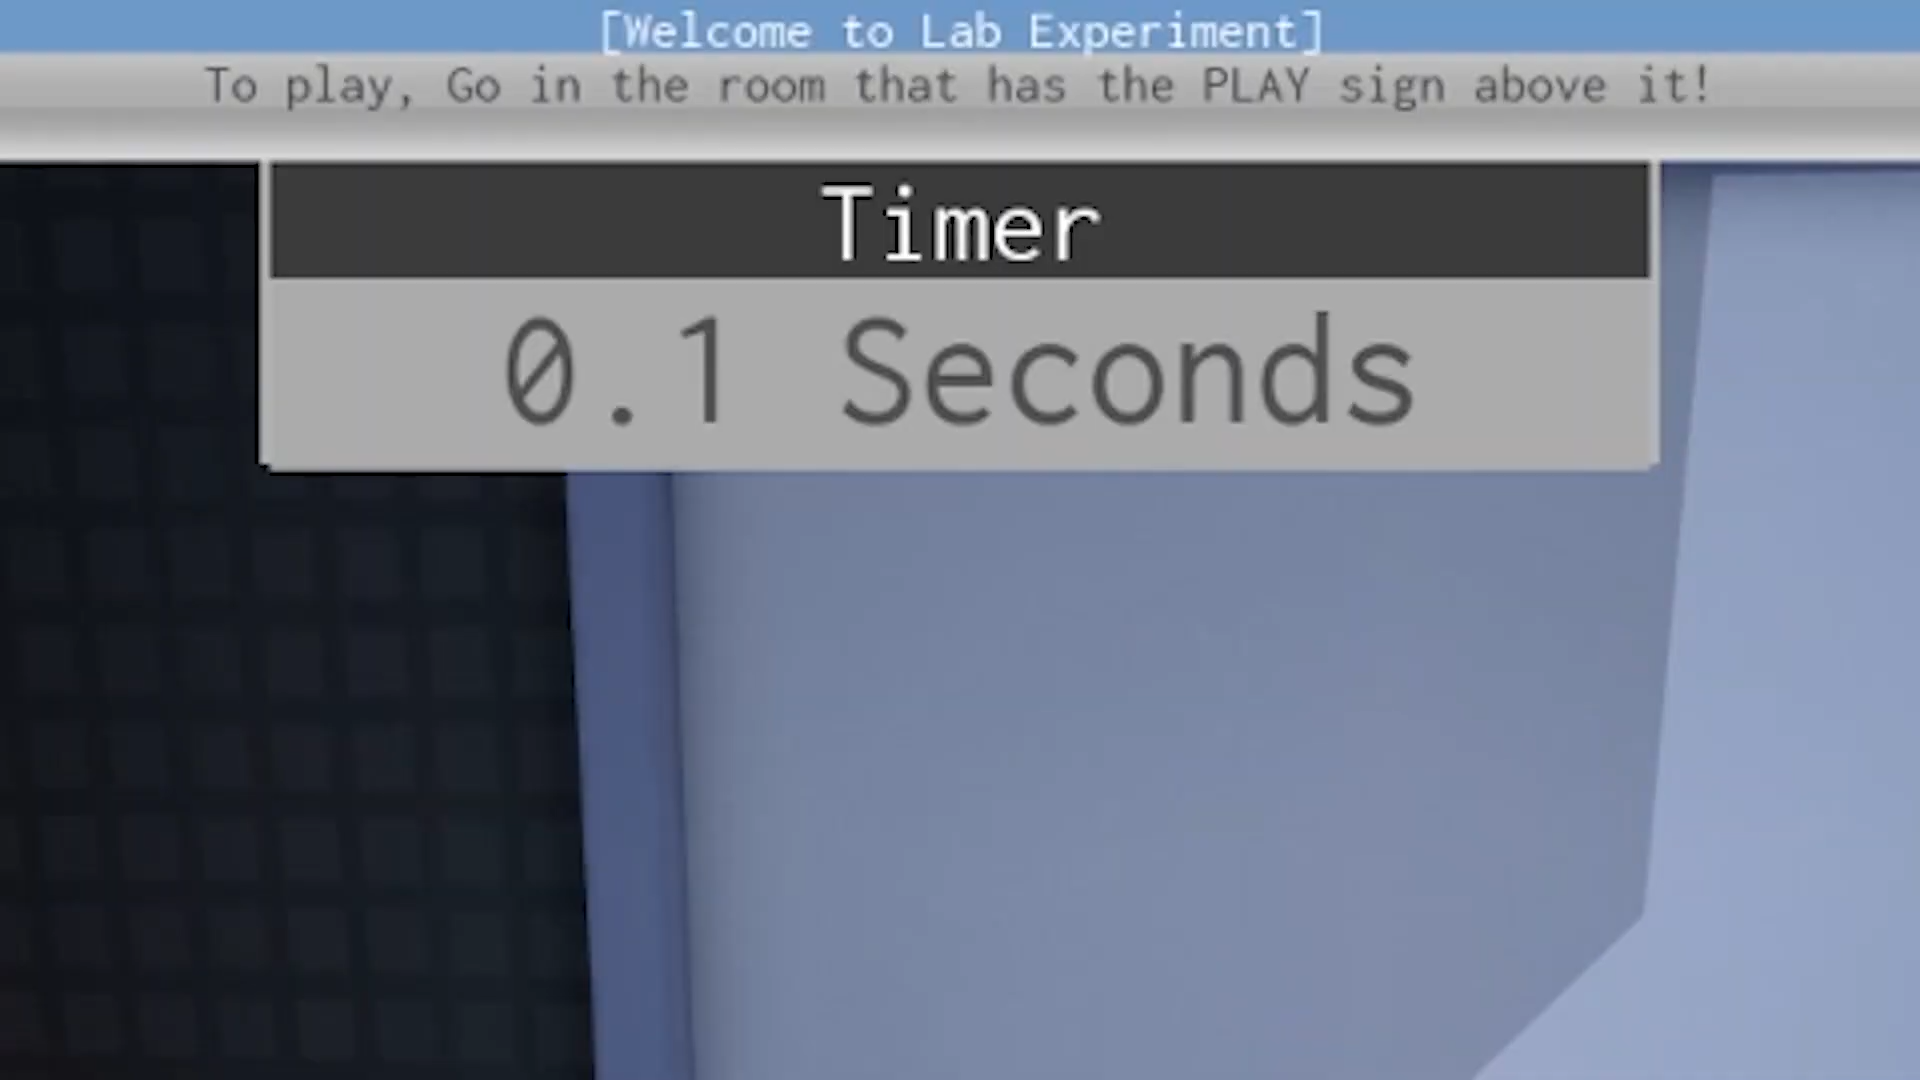 [Welcome to Lab Experiment]
To play, Go in the room that has the PLAY sign above it!
Timer
0.1 Seconds